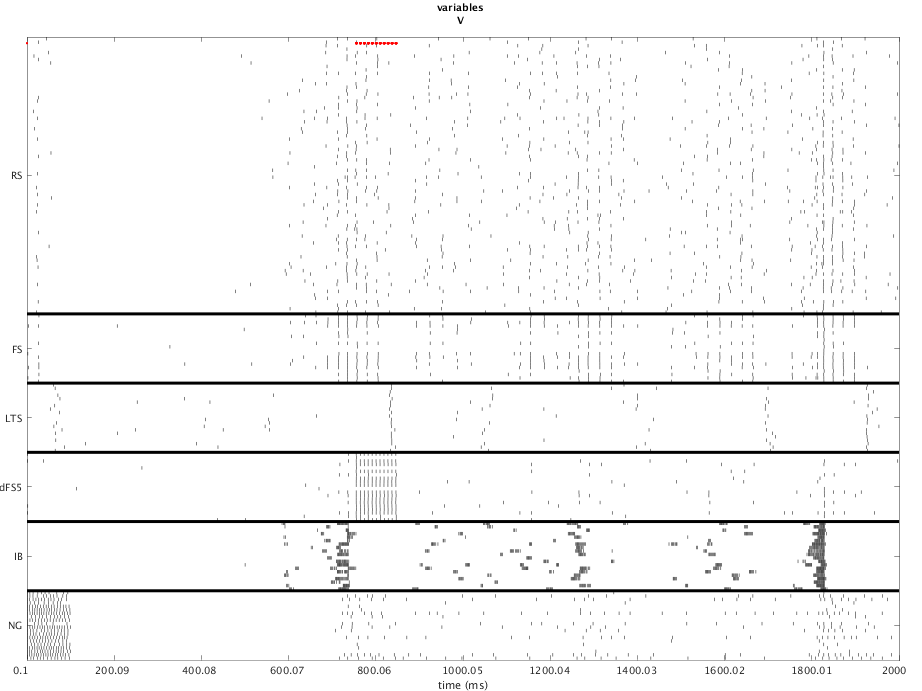 variables
V
RS
FS
LTS
dFS5
IB
NG
0.1
200.09
400.08
600.07
800.06
1000.05
1200.04
1400.03
1600.02
1800.01
2000
time (ms)